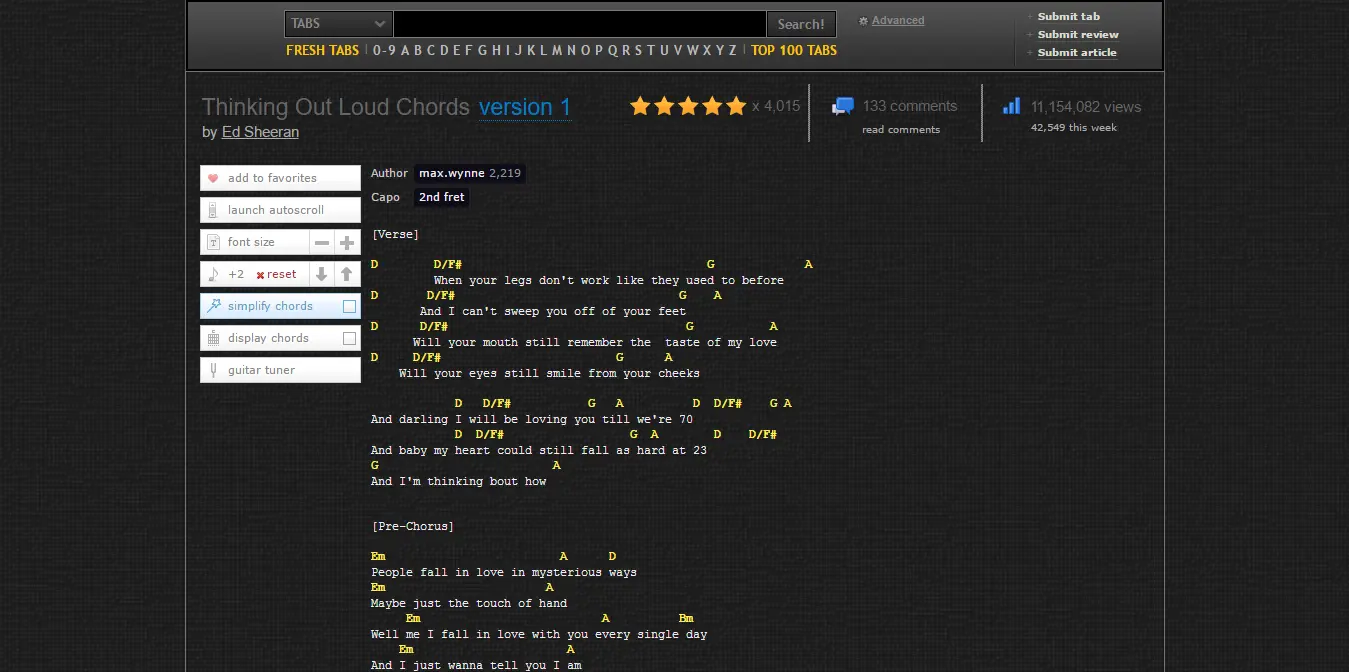 TABS Search! Advanced
FRESH TABS | 0-9 A B C D E F G H I J K L M N O P Q R S T U V W X Y Z | TOP 100 TABS
+ Submit tab
+ Submit review
+ Submit article
Thinking Out Loud Chords version 1
by Ed Sheeran
x 4,015
133 comments
read comments
11,154,082 views
42,549 this week
add to favorites
launch autoscroll
font size
+2 reset
simplify chords
display chords
guitar tuner
Author max.wynne 2,219
Capo 2nd fret
[Verse]
D D/F# G A
When your legs don't work like they used to before
D D/F# G A
And I can't sweep you off of your feet
D D/F# G A
Will your mouth still remember the taste of my love
D D/F# G A
Will your eyes still smile from your cheeks
D D/F# G A D D/F# G A
And darling I will be loving you till we're 70
D D/F# G A D D/F#
And baby my heart could still fall as hard at 23
G A
And I'm thinking bout how
[Pre-Chorus]
Em A D
People fall in love in mysterious ways
Em A
Maybe just the touch of hand
Em A Bm
Well me I fall in love with you every single day
Em A
And I just wanna tell you I am